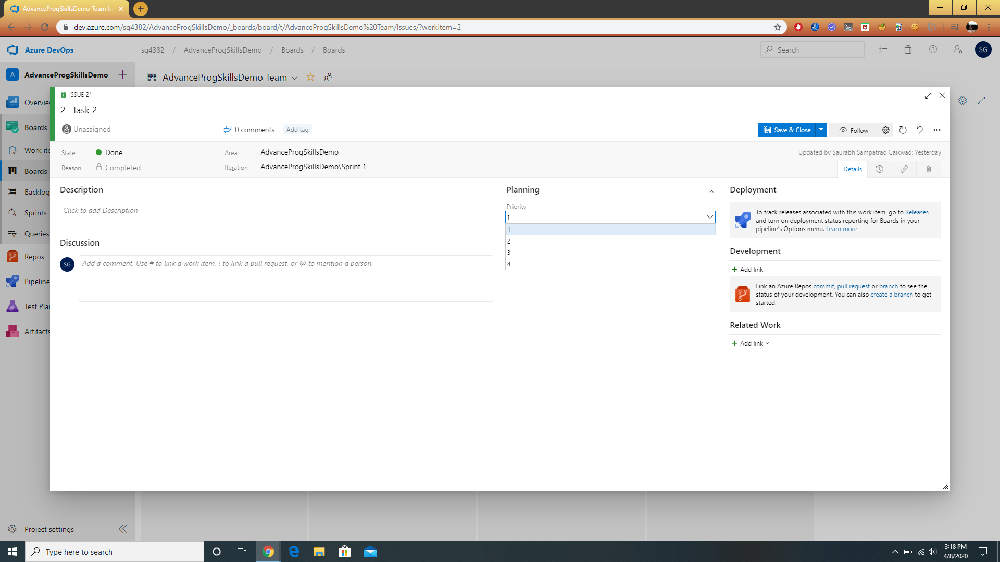 AdvanceProgSkillsDemo Team Is
dev.azure.com/sg4382/AdvanceProgSkillsDemo/_boards/board/t/AdvanceProgSkillsDemo%20Team/Issues/?workitem=2
Azure DevOps
sg4382 / AdvanceProgSkillsDemo / Boards / Boards
Search
SG
A AdvanceProgSkillsDemo
AdvanceProgSkillsDemo Team
Overvie
Boards
Work ite
Boards
Backlog
Sprints
Queries
Repos
Pipeline
Test Plan
Artifacts
Project settings
ISSUE 2*
2 Task 2
Unassigned
0 comments
Add tag
Save & Close
Follow
State Done
Area AdvanceProgSkillsDemo
Updated by Saurabh Sampatrao Gaikwad: Yesterday
Reason Completed
Iteration AdvanceProgSkillsDemo\Sprint 1
Details
Description
Click to add Description
Discussion
SG
Add a comment. Use # to link a work item, ! to link a pull request, or @ to mention a person.
Planning
Priority
1
1
2
3
4
Deployment
To track releases associated with this work item, go to Releases
and turn on deployment status reporting for Boards in your
pipeline's Options menu. Learn more
Development
+ Add link
Link an Azure Repos commit, pull request or branch to see the
status of your development. You can also create a branch to get
started.
Related Work
+ Add link
Type here to search
3:18 PM
4/8/2020